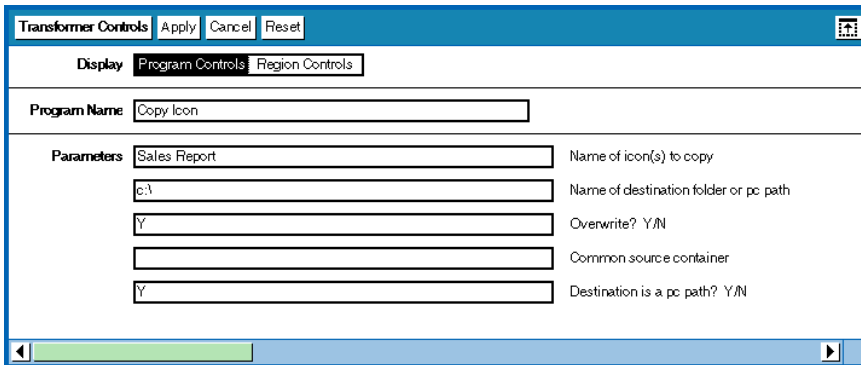 Transformer Controls Apply Cancel Reset
Display Program Controls Region Controls
Program Name Copy Icon
Parameters Sales Report Name of icon(s) to copy
c:\ Name of destination folder or pc path
Y Overwrite? Y/N
Common source container
Y Destination is a pc path? Y/N